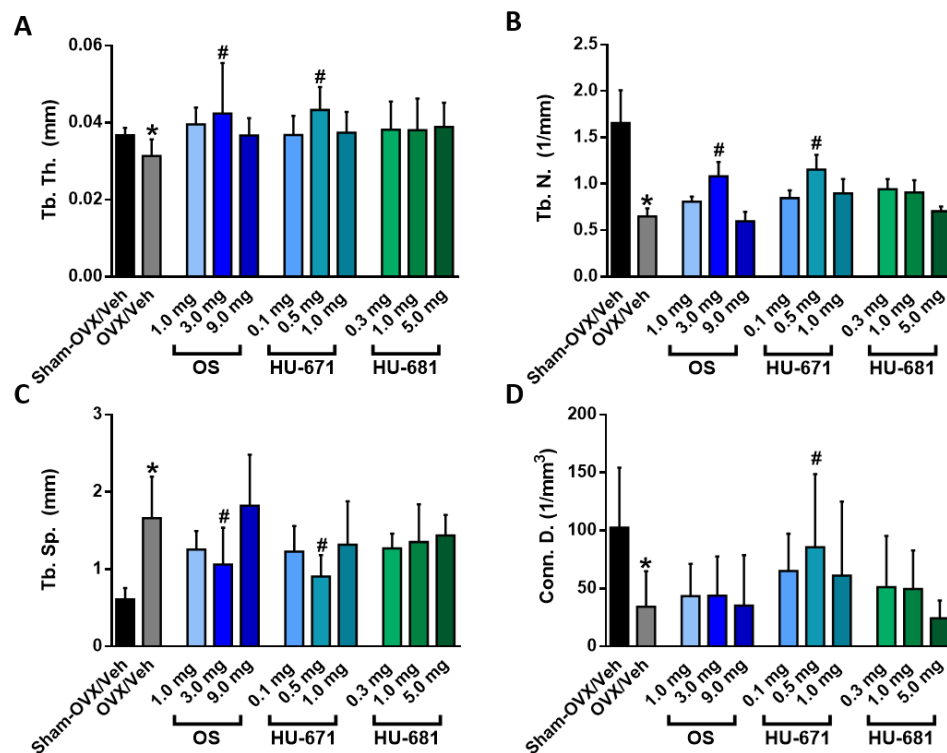 A
Tb. Th. (mm)
0.06
0.04
0.02
0.00
*
#
#
Sham-OVX/Veh
OVX/Veh
1.0 mg
3.0 mg
9.0 mg
0.1 mg
0.5 mg
1.0 mg
0.3 mg
1.0 mg
5.0 mg
OS
HU-671
HU-681
B
Tb. N. (1/mm)
2.5
2.0
1.5
1.0
0.5
0.0
*
#
#
Sham-OVX/Veh
OVX/Veh
1.0 mg
3.0 mg
9.0 mg
0.1 mg
0.5 mg
1.0 mg
0.3 mg
1.0 mg
5.0 mg
OS
HU-671
HU-681
C
Tb. Sp. (mm)
3
2
1
0
*
#
#
Sham-OVX/Veh
OVX/Veh
1.0 mg
3.0 mg
9.0 mg
0.1 mg
0.5 mg
1.0 mg
0.3 mg
1.0 mg
5.0 mg
OS
HU-671
HU-681
D
Conn. D. (1/mm³)
200
150
100
50
0
*
#
Sham-OVX/Veh
OVX/Veh
1.0 mg
3.0 mg
9.0 mg
0.1 mg
0.5 mg
1.0 mg
0.3 mg
1.0 mg
5.0 mg
OS
HU-671
HU-681